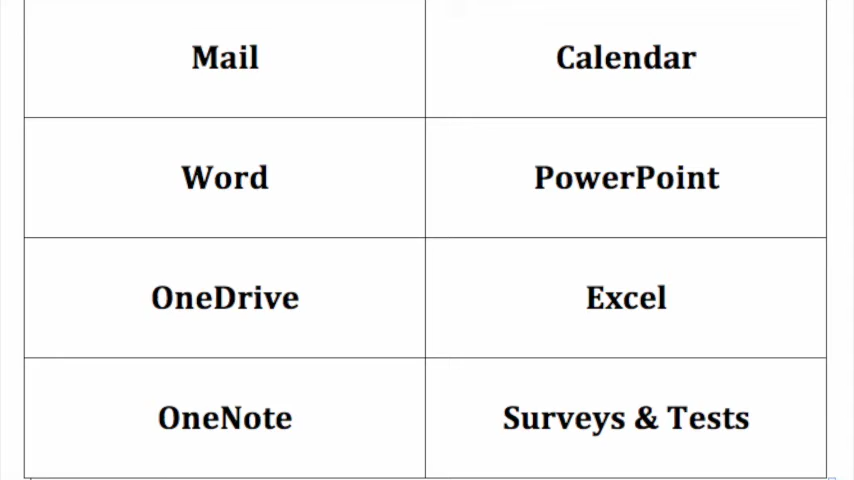 Mail Calendar
Word PowerPoint
OneDrive Excel
OneNote Surveys & Tests